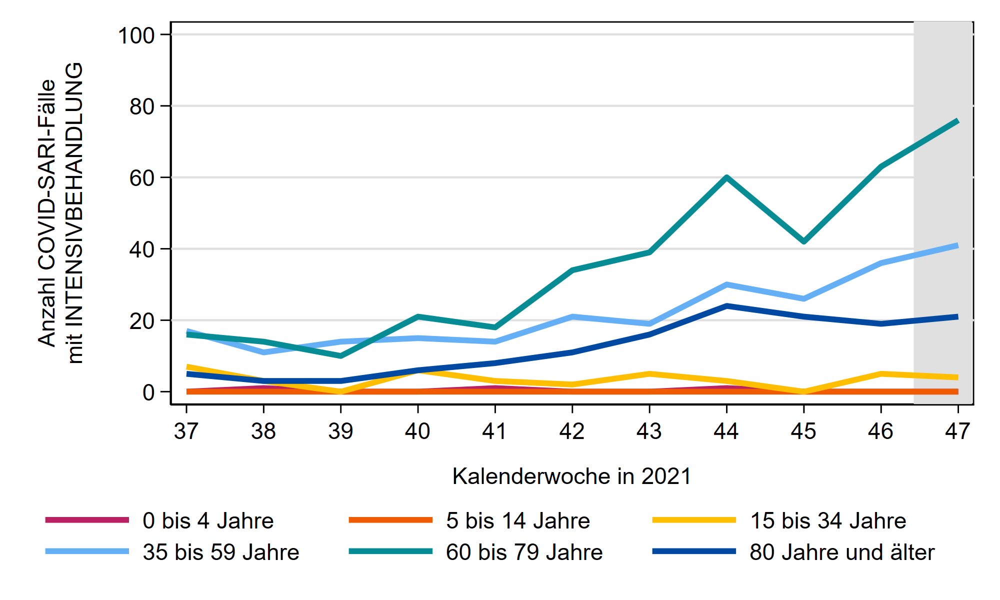 Anzahl COVID-SARI-Fälle
mit INTENSIVBEHANDLUNG
100
80
60
40
20
0
37 38 39 40 41 42 43 44 45 46 47
Kalenderwoche in 2021
0 bis 4 Jahre 5 bis 14 Jahre 15 bis 34 Jahre
35 bis 59 Jahre 60 bis 79 Jahre 80 Jahre und älter